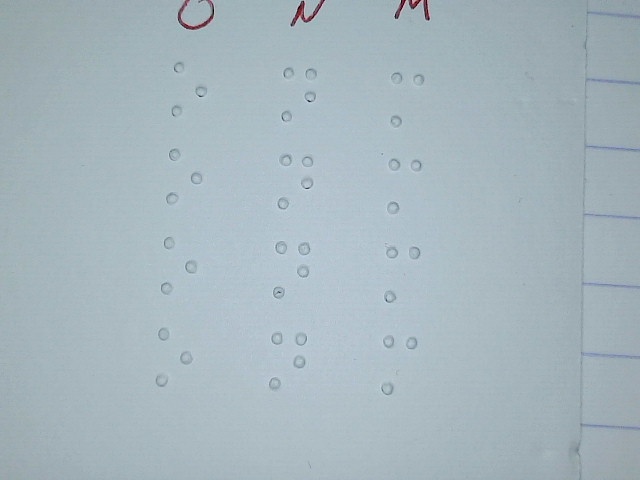 O N M
⠕ ⠝ ⠍
⠕ ⠝ ⠍
⠕ ⠝ ⠍
⠕ ⠝ ⠍